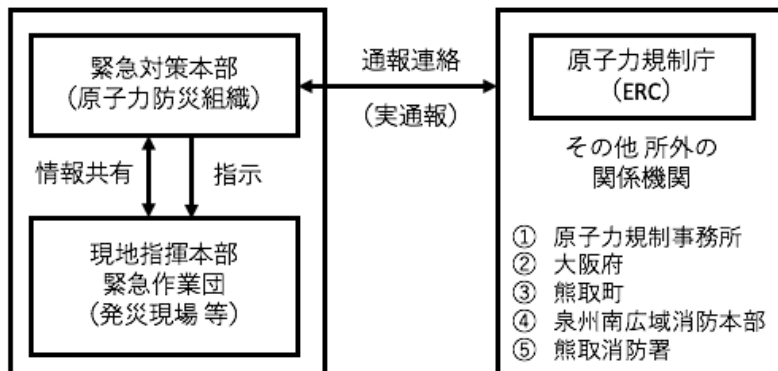 緊急対策本部
(原子力防災組織)
情報共有
指示
現地指揮本部
緊急作業団
(発災現場 等)
通報連絡
(実通報)
原子力規制庁
(ERC)
その他 所外の
関係機関
① 原子力規制事務所
② 大阪府
③ 熊取町
④ 泉州南広域消防本部
⑤ 熊取消防署